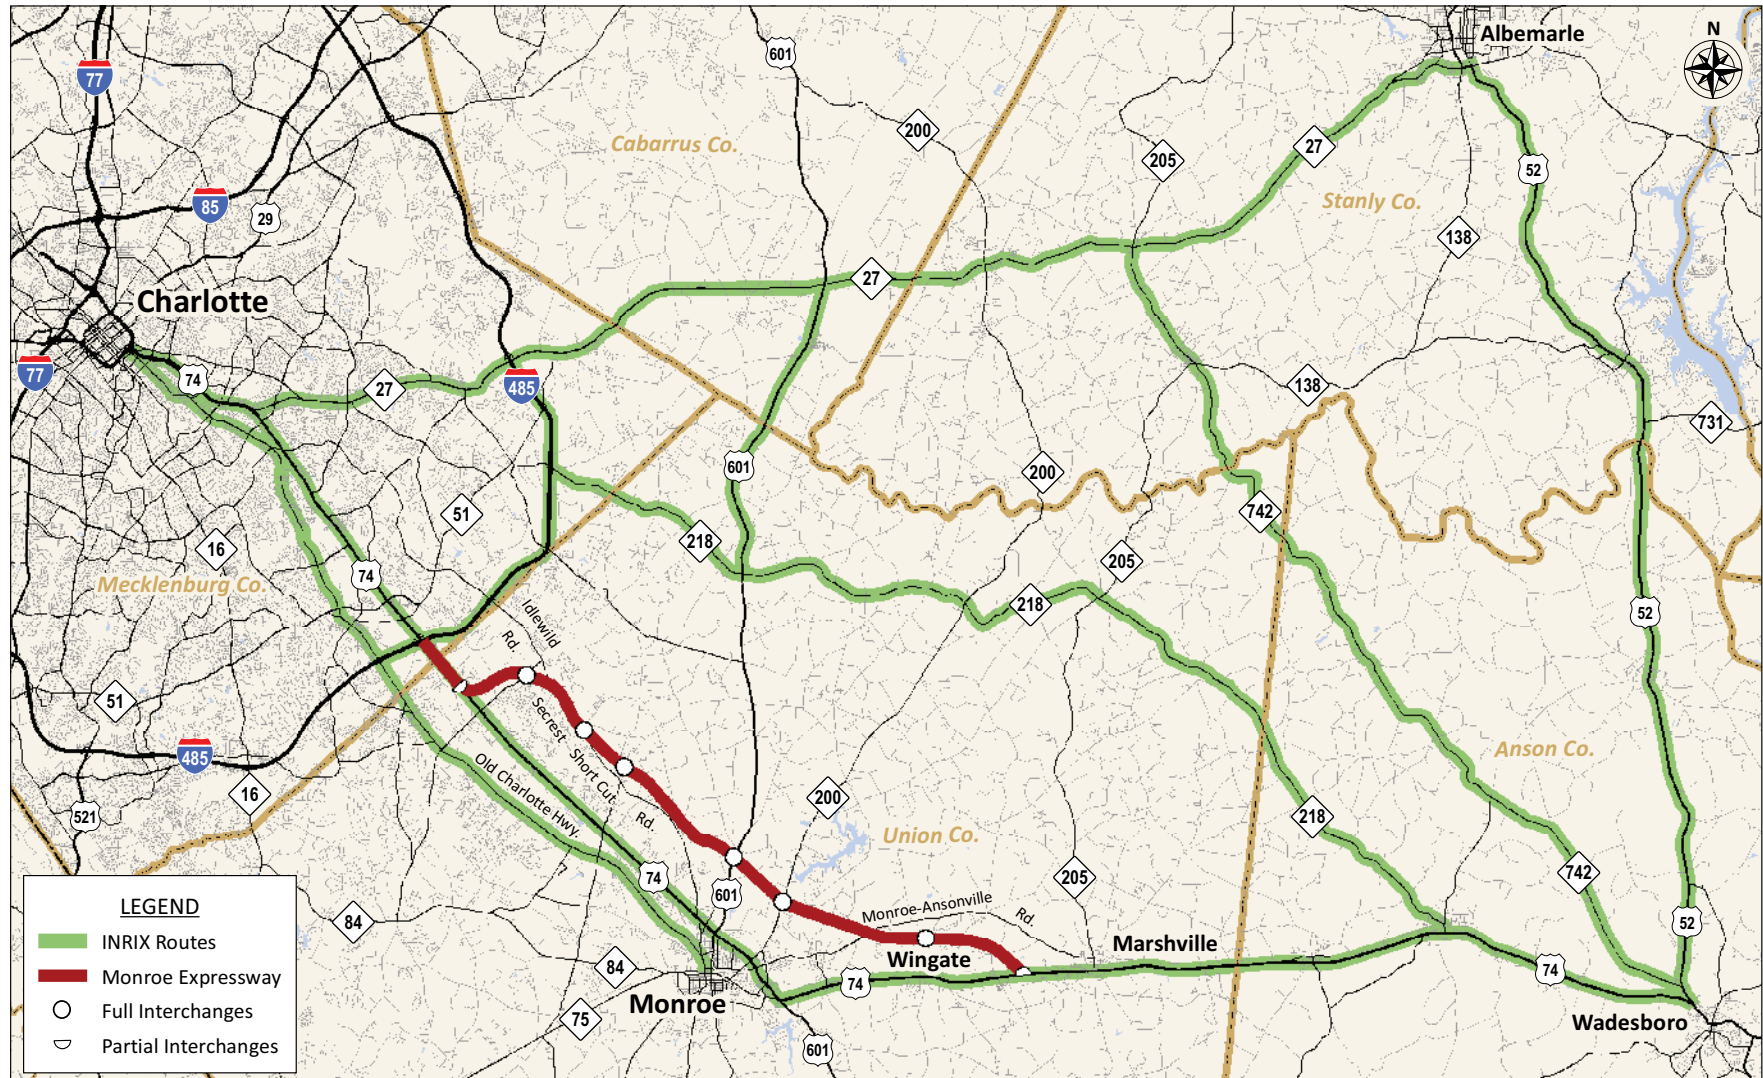 Albemarle
N
601
77
200
Cabarrus Co.
27
205
52
Stanly Co.
85
29
138
27
Charlotte
77
74
27
485
138
731
601
200
51
742
218
16
205
74
Mecklenburg Co.
218
52
Idlewild
Rd.
51
Secrest Short Cut Rd.
485
Anson Co.
Old Charlotte Hwy.
16
200
521
218
Union Co.
74
742
205
601
LEGEND
INRIX Routes
Monroe Expressway
Full Interchanges
Partial Interchanges
84
Monroe-Ansonville Rd.
52
Marshville
Wingate
84
74
74
Monroe
75
Wadesboro
601